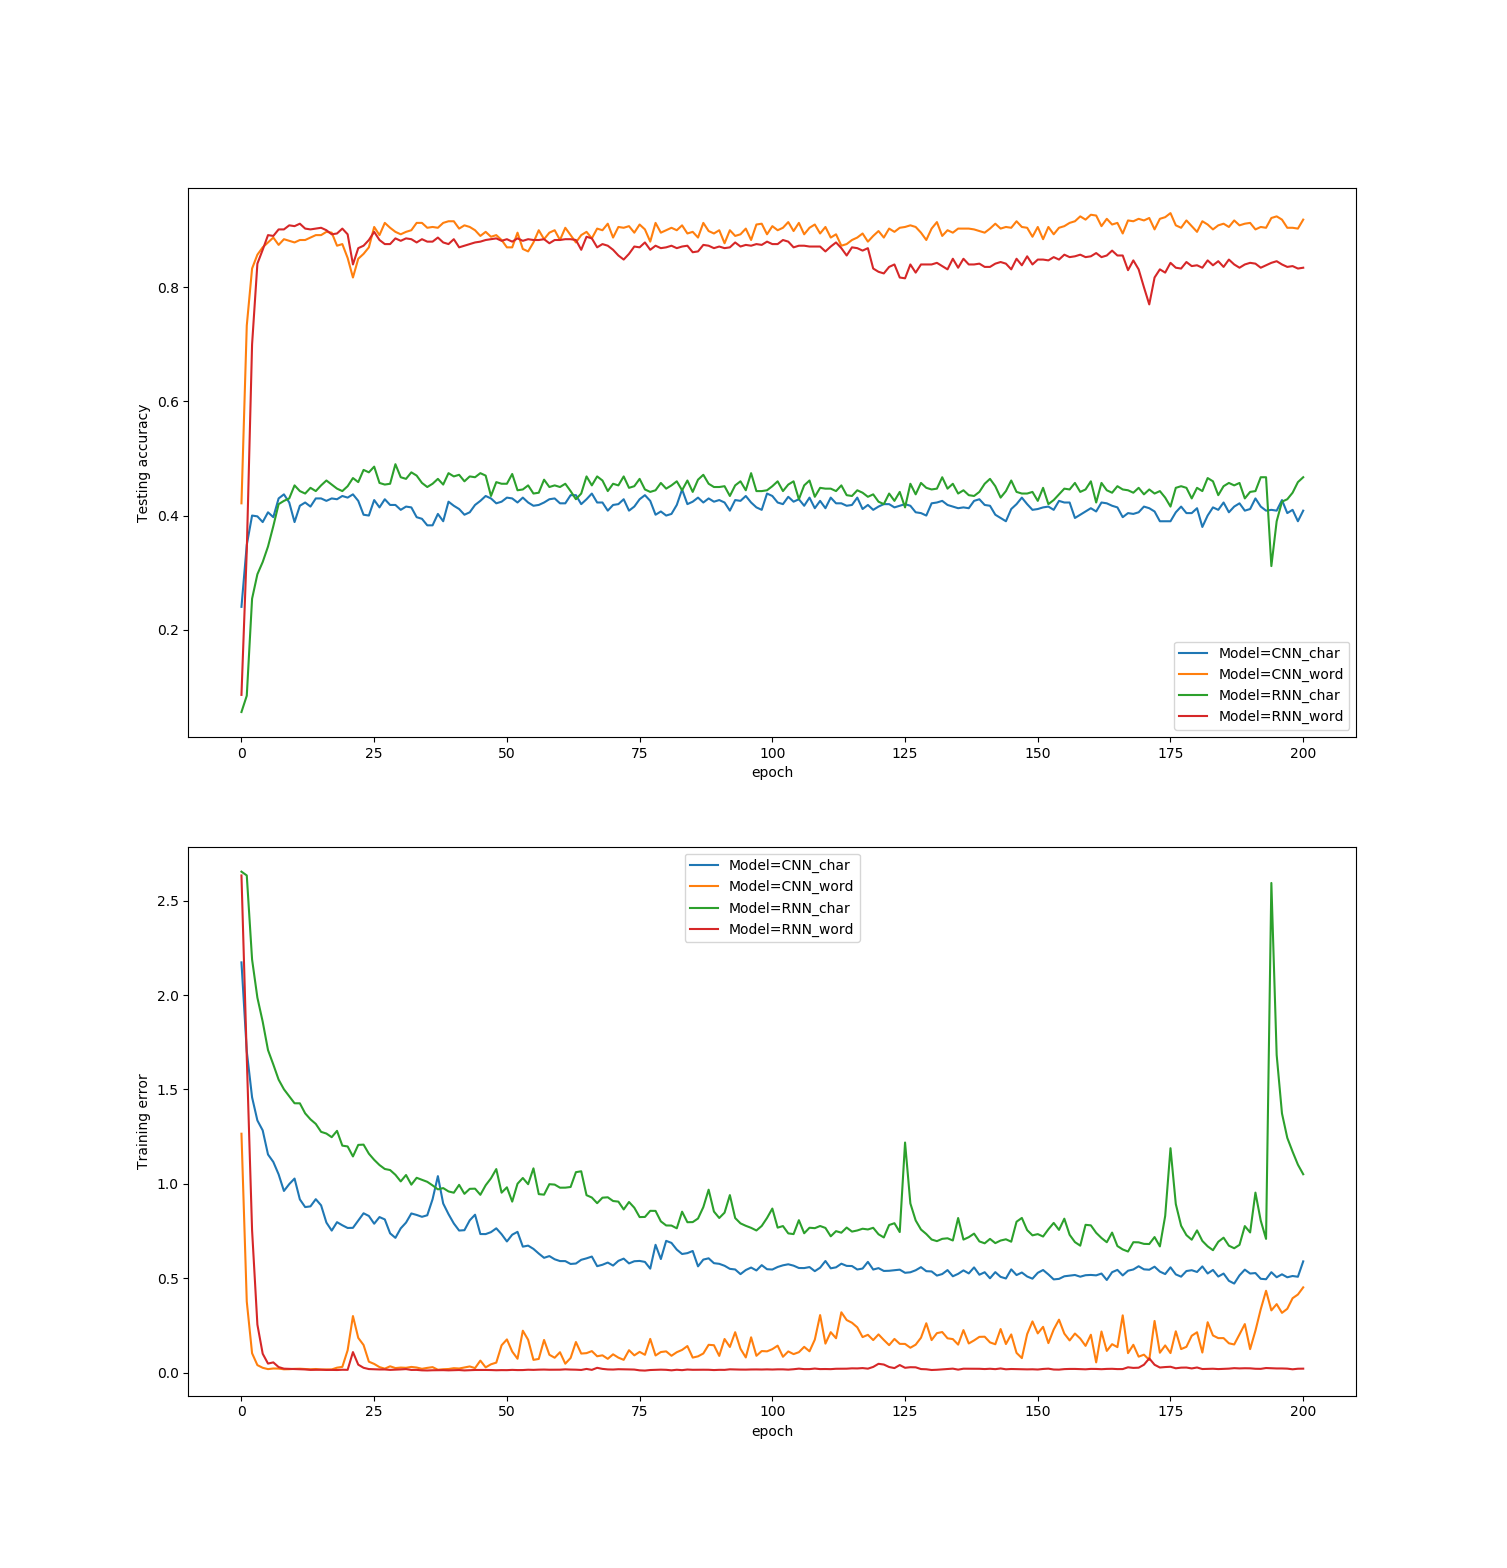 Testing accuracy
0.8
0.6
0.4
0.2
0 25 50 75 100 125 150 175 200
epoch
Model=CNN_char
Model=CNN_word
Model=RNN_char
Model=RNN_word
Training error
2.5
2.0
1.5
1.0
0.5
0.0
0 25 50 75 100 125 150 175 200
epoch
Model=CNN_char
Model=CNN_word
Model=RNN_char
Model=RNN_word